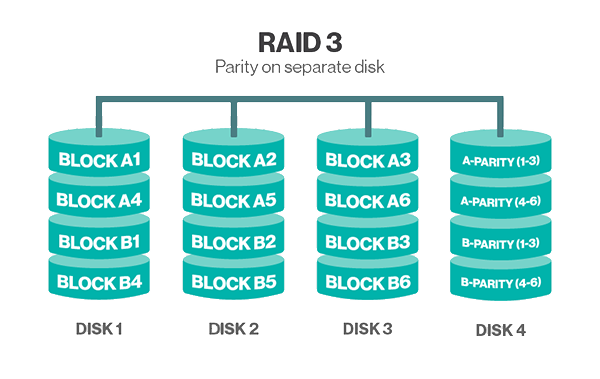 RAID 3
Parity on separate disk
BLOCK A1 BLOCK A2 BLOCK A3 A-PARITY (1-3)
BLOCK A4 BLOCK A5 BLOCK A6 A-PARITY (4-6)
BLOCK B1 BLOCK B2 BLOCK B3 B-PARITY (1-3)
BLOCK B4 BLOCK B5 BLOCK B6 B-PARITY (4-6)
DISK 1 DISK 2 DISK 3 DISK 4